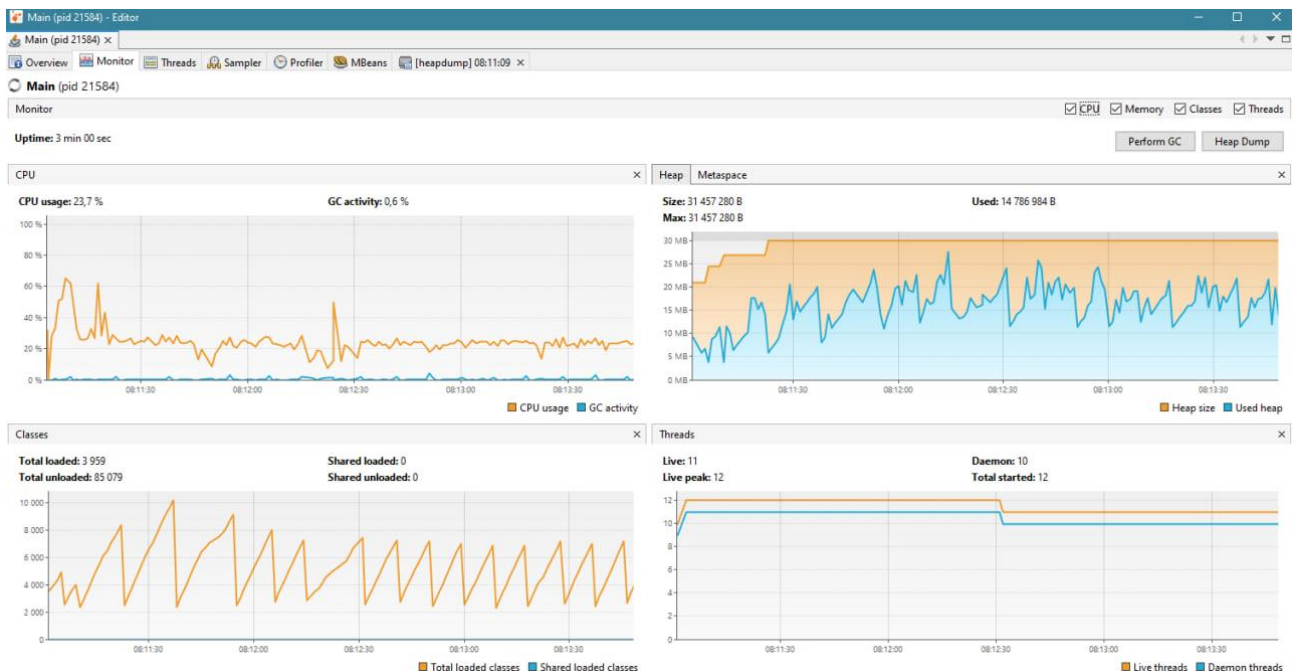 Main (pid 21584) - Editor
Main (pid 21584)
Overview Monitor Threads Sampler Profiler MBeans [heapdump] 08:11:09
Main (pid 21584)
Monitor CPU Memory Classes Threads
Uptime: 3 min 00 sec
Perform GC Heap Dump
CPU
CPU usage: 23,7 % GC activity: 0,6 %
100 %
80 %
60 %
40 %
20 %
0 %
08:11:30 08:12:00 08:12:30 08:13:00 08:13:30
CPU usage GC activity
Heap Metaspace
Size: 31 457 280 B Used: 14 786 984 B
Max: 31 457 280 B
30 MB
25 MB
20 MB
15 MB
10 MB
5 MB
0 MB
08:11:30 08:12:00 08:12:30 08:13:00 08:13:30
Heap size Used heap
Classes
Total loaded: 3 959 Shared loaded: 0
Total unloaded: 85 079 Shared unloaded: 0
10 000
8 000
6 000
4 000
2 000
0
08:11:30 08:12:00 08:12:30 08:13:00 08:13:30
Total loaded classes Shared loaded classes
Threads
Live: 11 Daemon: 10
Live peak: 12 Total started: 12
12
10
8
6
4
2
0
08:11:30 08:12:00 08:12:30 08:13:00 08:13:30
Live threads Daemon threads